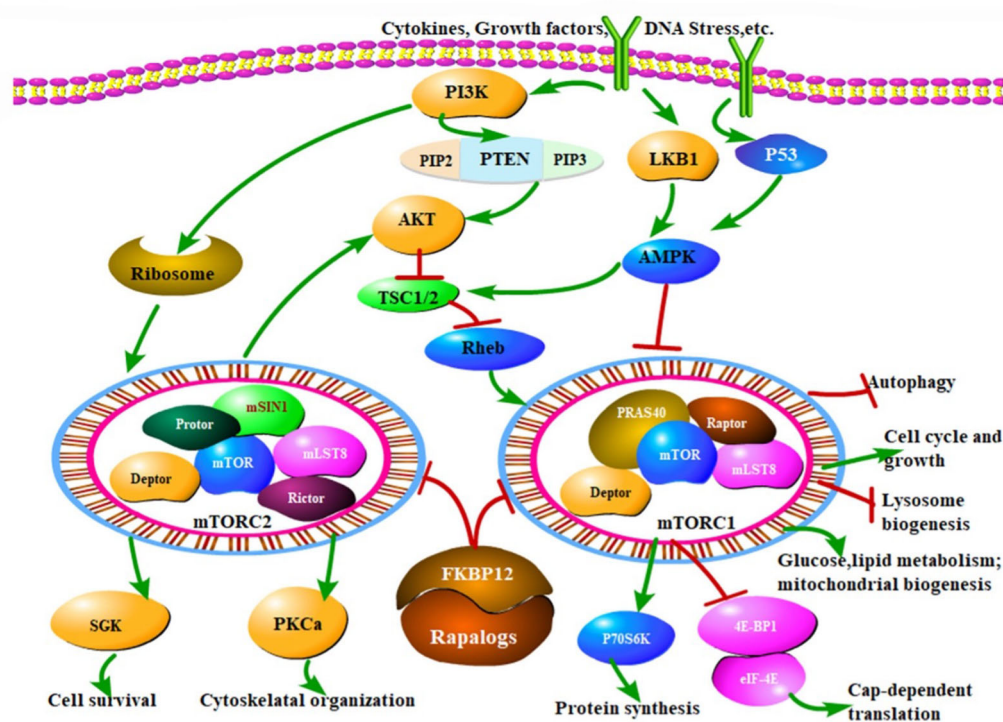 Cytokines, Growth factors, DNA Stress,etc.
PI3K
PIP2 PTEN PIP3
LKB1
P53
AKT
AMPK
Ribosome
TSC1/2
Rheb
mSIN1
Protor
mTOR
mLST8
Deptor
Rictor
mTORC2
PRAS40
Raptor
mTOR
mLST8
Deptor
mTORC1
Autophagy
Cell cycle and
growth
Lysosome
biogenesis
Glucose,lipid metabolism;
mitochondrial biogenesis
FKBP12
Rapalogs
SGK
PKCa
P70S6K
4E-BP1
eIF-4E
Cell survival
Cytoskelatal organization
Protein synthesis
Cap-dependent
translation